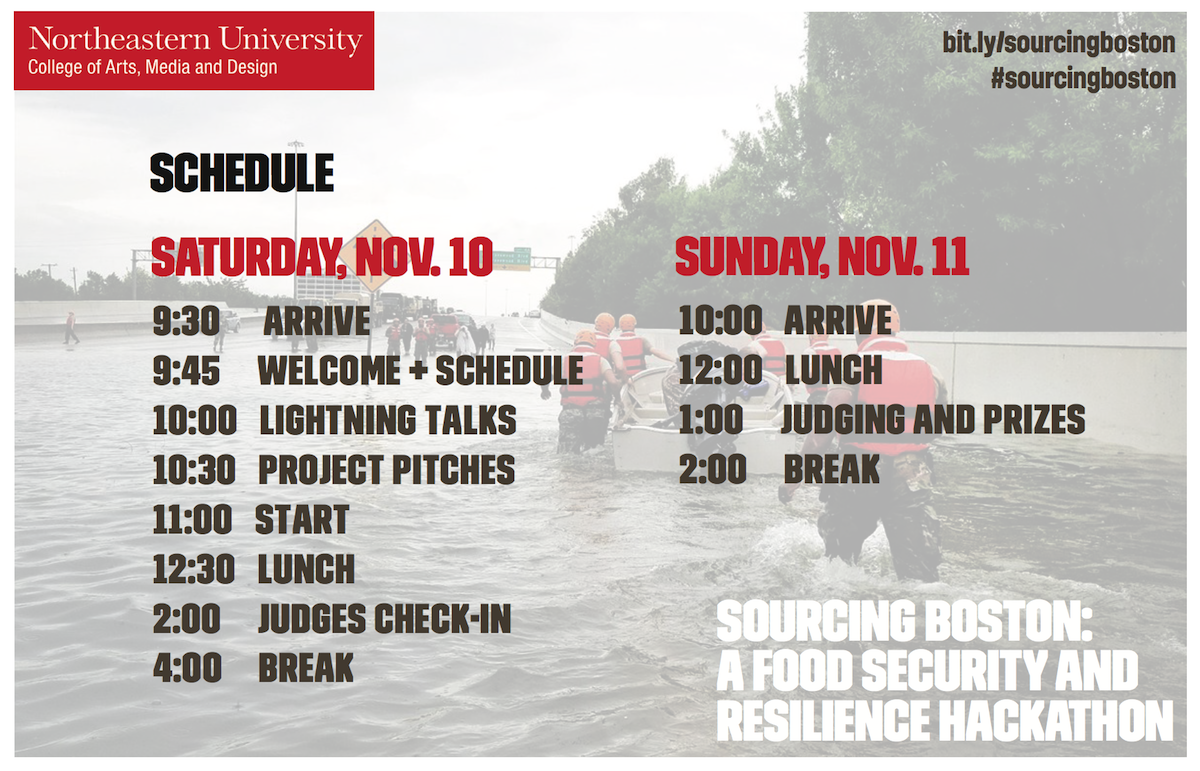 Northeastern University
College of Arts, Media and Design
bit.ly/sourcingboston
#sourcingboston
SCHEDULE
SATURDAY, NOV. 10
9:30 ARRIVE
9:45 WELCOME + SCHEDULE
10:00 LIGHTNING TALKS
10:30 PROJECT PITCHES
11:00 START
12:30 LUNCH
2:00 JUDGES CHECK-IN
4:00 BREAK
SUNDAY, NOV. 11
10:00 ARRIVE
12:00 LUNCH
1:00 JUDGING AND PRIZES
2:00 BREAK
SOURCING BOSTON:
A FOOD SECURITY AND
RESILIENCE HACKATHON